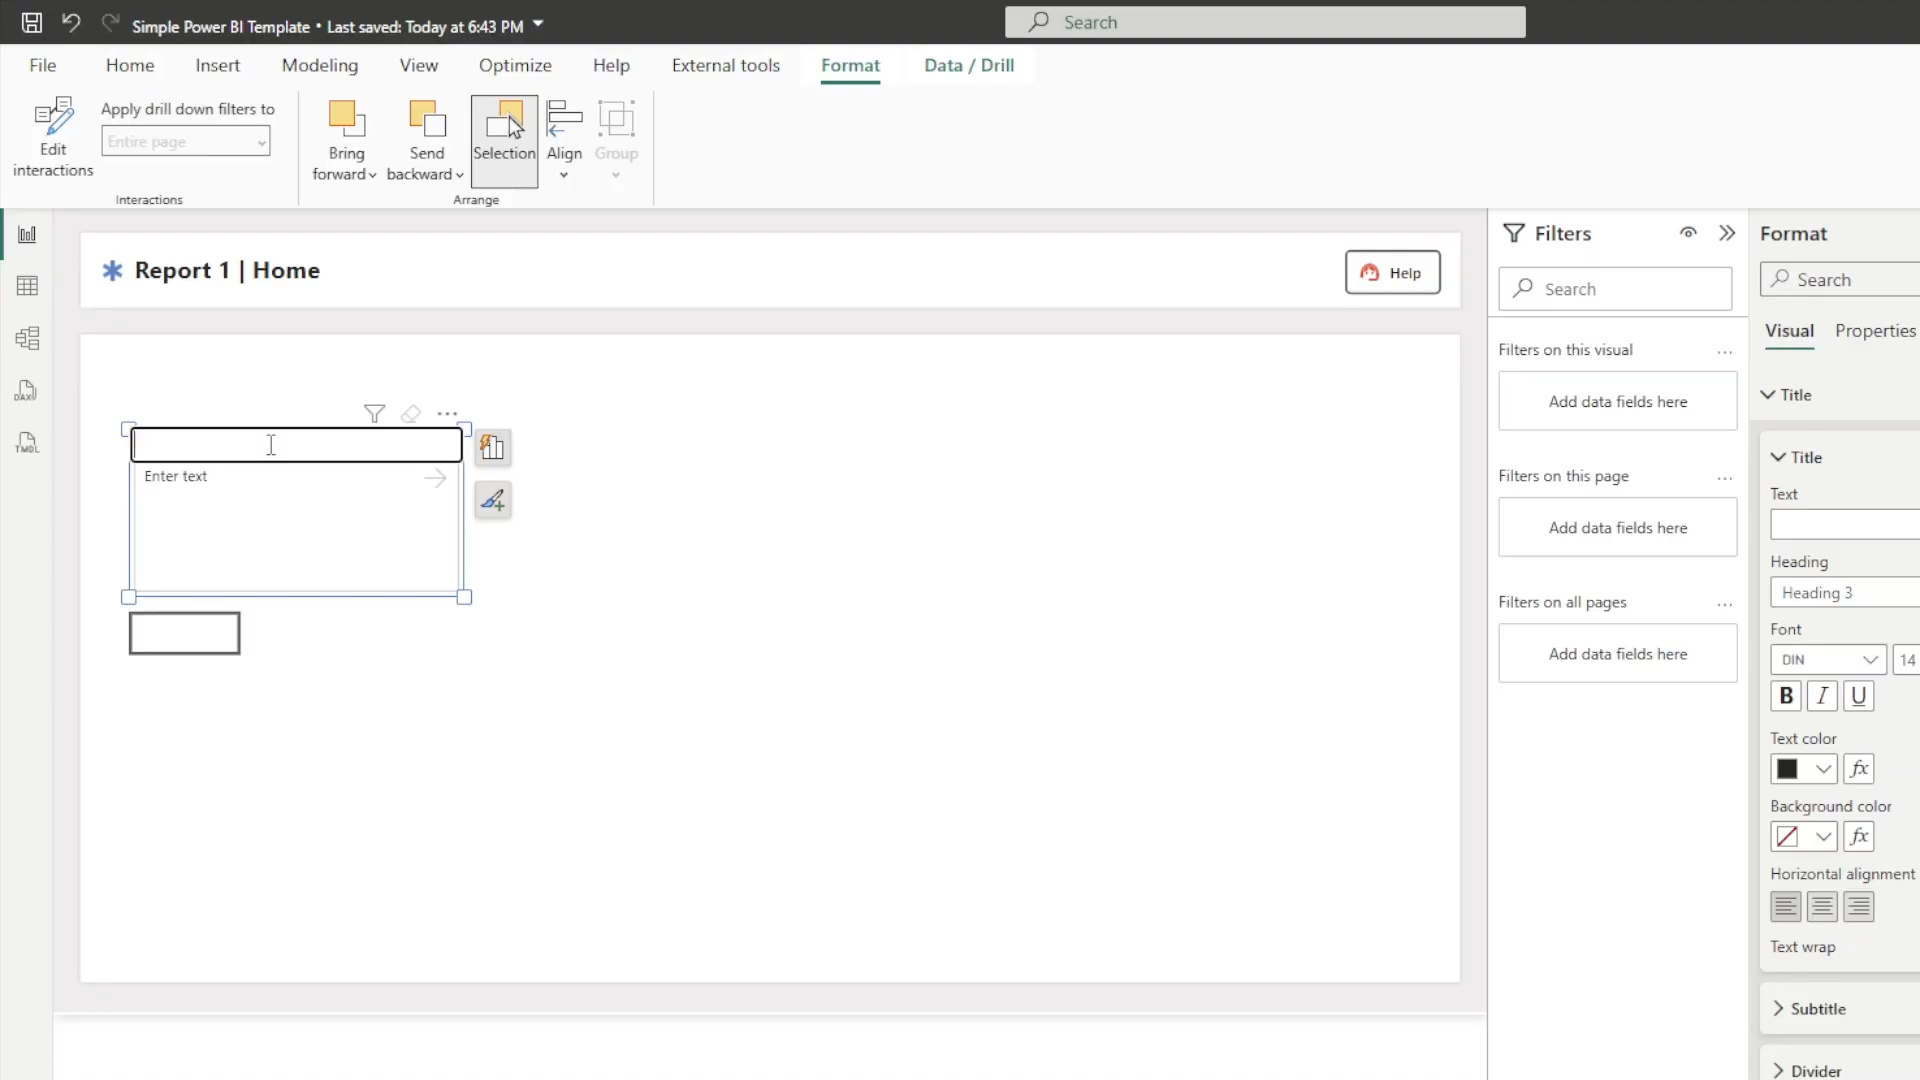 Simple Power BI Template • Last saved: Today at 6:43 PM
Search
File
Home
Insert
Modeling
View
Optimize
Help
External tools
Format
Data / Drill
Edit
interactions
Apply drill down filters to
Entire page
Interactions
Bring
forward
Send
backward
Selection
Align
Group
Arrange
DAX
TMDL
Report 1 | Home
Help
Enter text
Filters
Search
Filters on this visual
Add data fields here
Filters on this page
Add data fields here
Filters on all pages
Add data fields here
Format
Search
Visual
Properties
Title
Title
Text
Heading
Heading 3
Font
DIN
14
B
I
U
Text color
fx
Background color
fx
Horizontal alignment
Text wrap
Subtitle
Divider